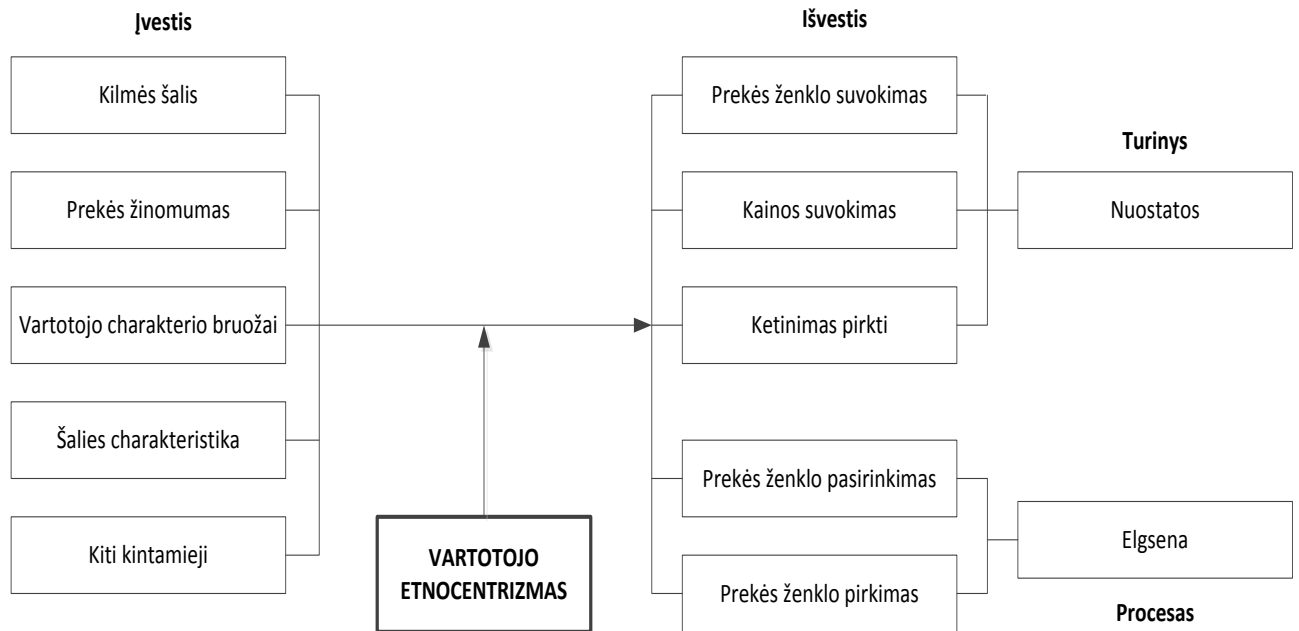 Įvestis
Kilmės šalis
Prekės žinomumas
Vartotojo charakterio bruožai
Šalies charakteristika
Kiti kintamieji
VARTOTOJO
ETNOCENTRIZMAS
Išvestis
Prekės ženklo suvokimas
Kainos suvokimas
Ketinimas pirkti
Prekės ženklo pasirinkimas
Prekės ženklo pirkimas
Turinys
Nuostatos
Elgsena
Procesas